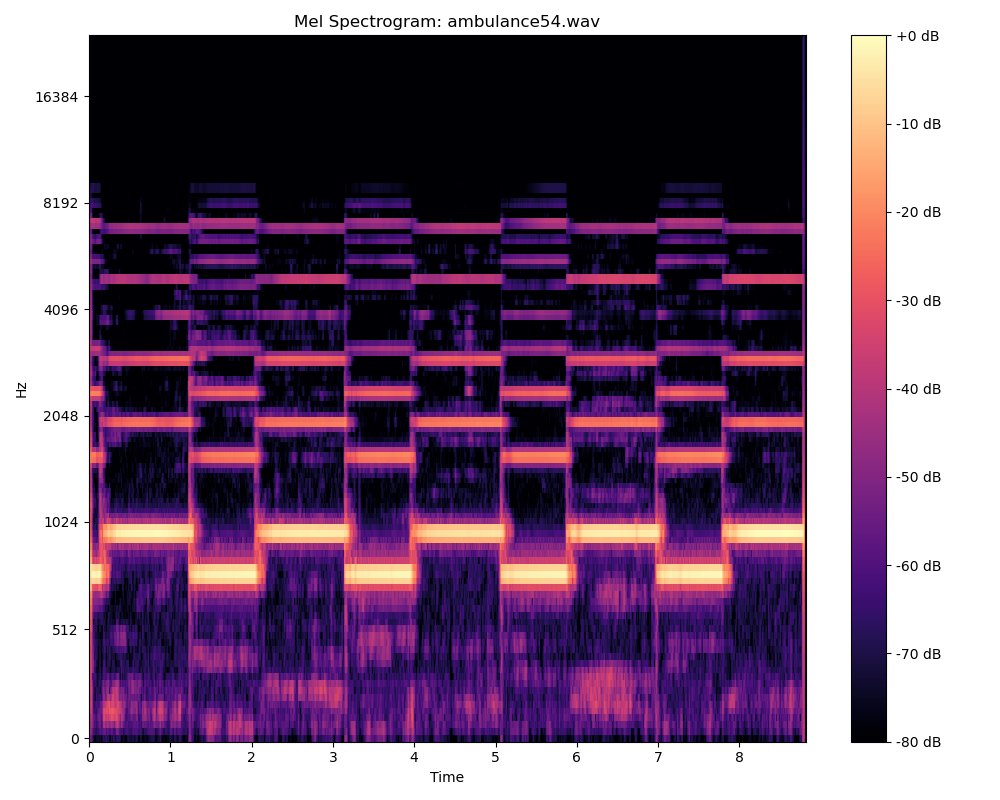 Mel Spectrogram: ambulance54.wav
+0 dB
16384
-10 dB
8192
-20 dB
4096
-30 dB
Hz
-40 dB
2048
-50 dB
1024
-60 dB
512
-70 dB
0
-80 dB
0 1 2 3 4 5 6 7 8
Time